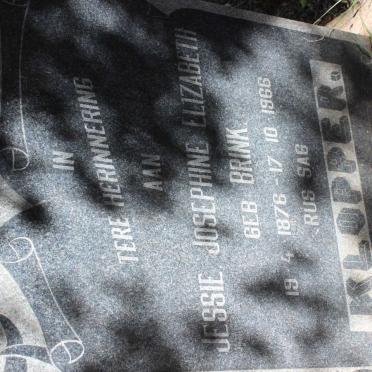 IN
TERE HERINNERING
AAN
JESSIE JOSEPHINE ELIZABETH
GEB BRINK
19 4 1876 - 17 10 1966
RUS SAG
KLOPPER.